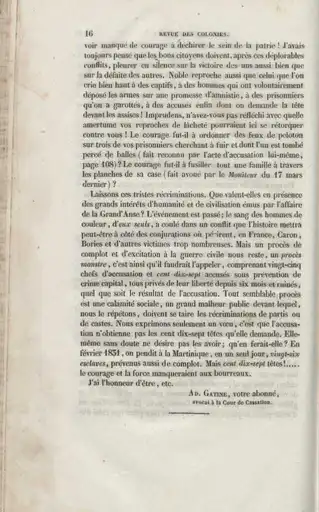 16 REVUE DES COLONIES.
voir manqué de courage à déchirer le sein de la patrie ! J'avais
toujours pensé que les bons citoyens doivent, après ces déplorables
conflits, pleurer en silence sur la victoire des uns aussi bien que
sur la défaite des autres. Noble reproche aussi que celui que l'on
crie bien haut à des captifs, à des hommes qui ont volontairement
déposé les armes sur une promesse d'amnistie, à des prisonniers
qu'on a garottés, à des accusés enfin dont on demande la tête
devant les assises ! Imprudens, n'avez-vous pas réfléchi avec quelle
amertume vos reproches de lâcheté pourraient ici se rétorquer
contre vous ! Le courage fut-il à ordonner des feux de peloton
sur trois de vos prisonniers cherchant à fuir et dont l'un est tombé
percé de balles (fait reconnu par l'acte d'accusation lui-même,
page 108) ? Le courage fut-il à fusiller tout une famille à travers
les planches de sa case (fait avoué par le Moniteur du 17 mars
dernier) ?
Laissons ces tristes récriminations. Que valent-elles en présence
des grands intérêts d'humanité et de civilisation émus par l'affaire
de la Grand'Anse ? L'événement est passé ; le sang des hommes de
couleur, d'eux seuls, a coulé dans un conflit que l'histoire mettra
peut-être à côté des conjurations où périrent, en France, Caron,
Bories et d'autres victimes trop nombreuses. Mais un procès de
complot et d'excitation à la guerre civile nous reste, un procès
monstre, c'est ainsi qu'il faudrait l'appeler, comprenant vingt-cinq
chefs d'accusation et cent dix-sept accusés sous prévention de
crime capital, tous privés de leur liberté depuis six mois et ruinés,
quel que soit le résultat de l'accusation. Tout semblable procès
est une calamité sociale, un grand malheur public devant lequel,
nous le répétons, doivent se taire les récriminations de partis ou
de castes. Nous exprimons seulement un vœu, c'est que l'accusa-
tion n'obtienne pas les cent dix-sept têtes qu'elle demande. Elle-
même sans doute ne désire pas les avoir ; qu'en ferait-elle ? En
février 1831, on pendit à la Martinique, en un seul jour, vingt-six
esclaves, prévenus aussi de complot. Mais cent dix-sept têtes !.....
le courage et la force manqueraient aux bourreaux.
J'ai l'honneur d'être, etc.
AD. GATINE, votre abonné,
avocat à la Cour de Cassation.